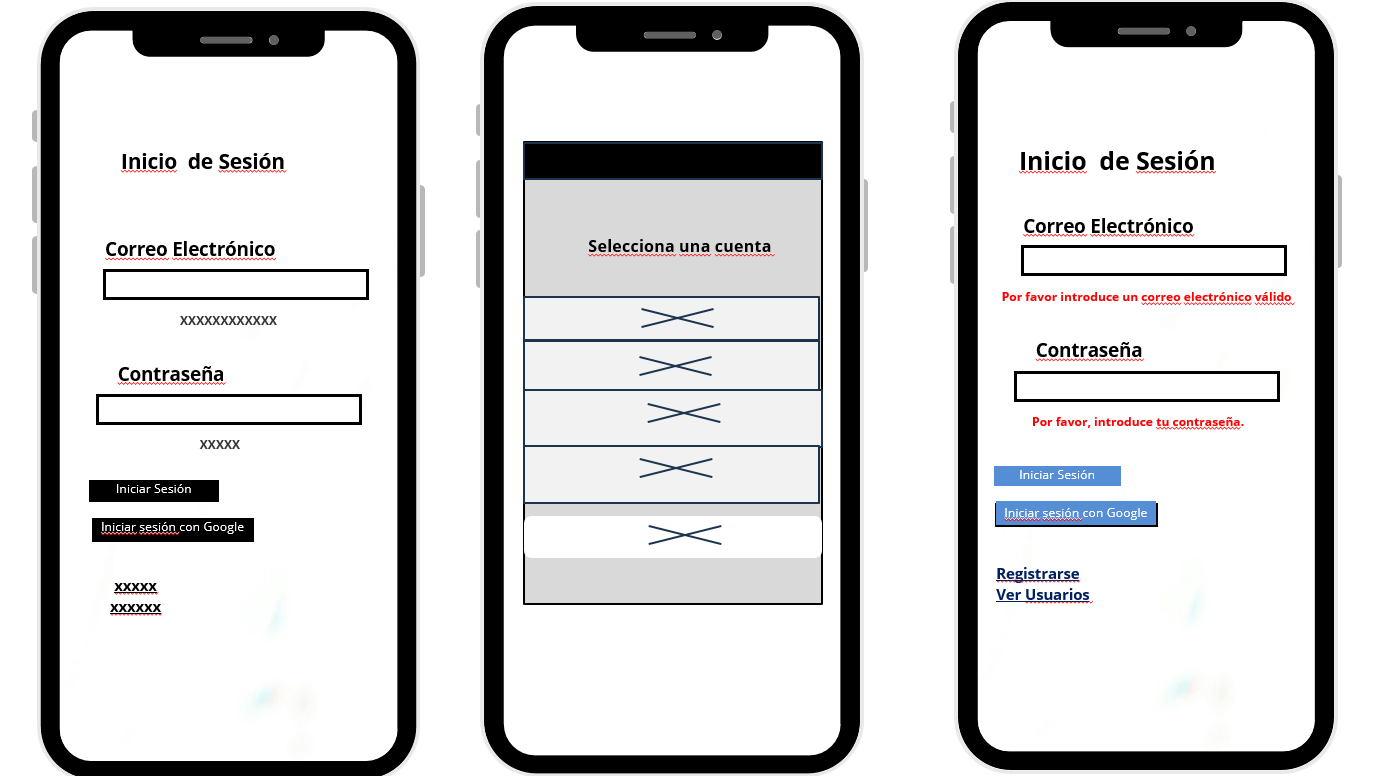 Inicio de Sesión
Correo Electrónico
xxxxxxxxxxxx
Contraseña
xxxxx
Iniciar Sesión
Iniciar sesión con Google
xxxxx
xxxxxx
Selecciona una cuenta
Inicio de Sesión
Correo Electrónico
Por favor introduce un correo electrónico válido
Contraseña
Por favor, introduce tu contraseña.
Iniciar Sesión
Iniciar sesión con Google
Registrarse
Ver Usuarios